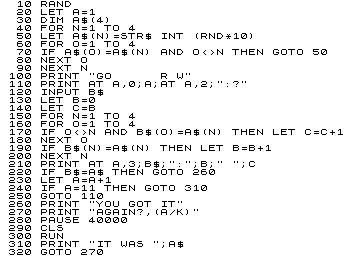 10 RAND
20 LET A=1
30 DIM A$(4)
40 FOR N=1 TO 4
50 LET A$(N)=STR$ INT (RND*10)
60 FOR O=1 TO 4
70 IF A$(O)=A$(N) AND O<>N THEN GOTO 50
80 NEXT O
90 NEXT N
100 PRINT "GO      R W"
110 PRINT AT A,0;A;AT A,2;":?"
120 INPUT B$
130 LET B=0
140 LET C=B
150 FOR N=1 TO 4
160 FOR O=1 TO 4
170 IF O<>N AND B$(O)=A$(N) THEN LET C=C+1
180 NEXT O
190 IF B$(N)=A$(N) THEN LET B=B+1
200 NEXT N
210 PRINT AT A,3;B$;":";B;" ";C
220 IF B$=A$ THEN GOTO 260
230 LET A=A+1
240 IF A=11 THEN GOTO 310
250 GOTO 110
260 PRINT "YOU GOT IT"
270 PRINT "AGAIN?,(A/K)"
280 PAUSE 40000
290 CLS
300 RUN
310 PRINT "IT WAS ";A$
320 GOTO 270